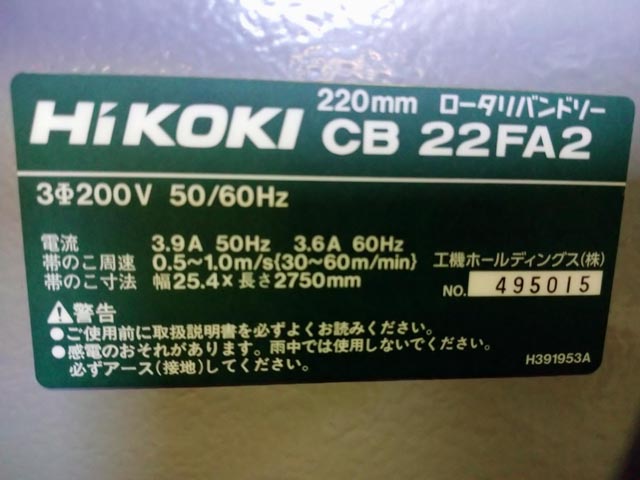 HiKOKI 220mm ロータリバンドソー
CB 22FA2
3Φ200V 50/60Hz
電流 3.9A 50Hz 3.6A 60Hz
帯のこ周速 0.5~1.0m/s{30~60m/min}
帯のこ寸法 幅25.4×長さ2750mm
工機ホールディングス(株)
NO. 495015
⚠警告
●ご使用前に取扱説明書を必ずよくお読みください。
●感電のおそれがあります。雨中では使用しないでください。
必ずアース(接地)してください。
H391953A